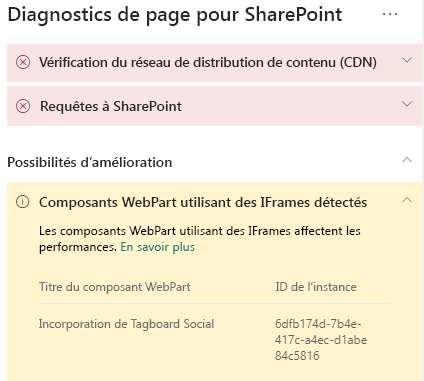 Diagnostics de page pour SharePoint
Vérification du réseau de distribution de contenu (CDN)
Requêtes à SharePoint
Possibilités d'amélioration
Composants WebPart utilisant des IFrames détectés
Les composants WebPart utilisant des IFrames affectent les
performances. En savoir plus
Titre du composant WebPart ID de l'instance
Incorporation de Tagboard Social 6dfb174d-7b4e-
417c-a4ec-d1abe
84c5816